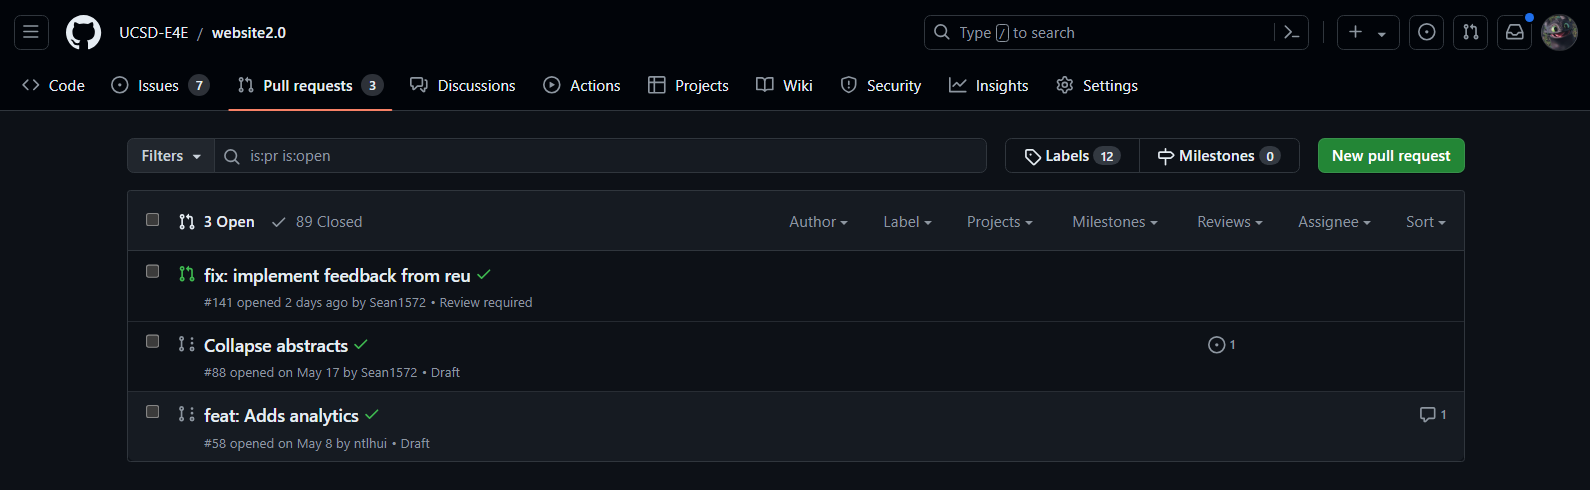 UCSD-E4E / website2.0
Type / to search
Code
Issues 7
Pull requests 3
Discussions
Actions
Projects
Wiki
Security
Insights
Settings
Filters
is:pr is:open
Labels 12
Milestones 0
New pull request
3 Open
89 Closed
Author
Label
Projects
Milestones
Reviews
Assignee
Sort
fix: implement feedback from reu
#141 opened 2 days ago by Sean1572 • Review required
Collapse abstracts
1
#88 opened on May 17 by Sean1572 • Draft
feat: Adds analytics
1
#58 opened on May 8 by ntlhui • Draft